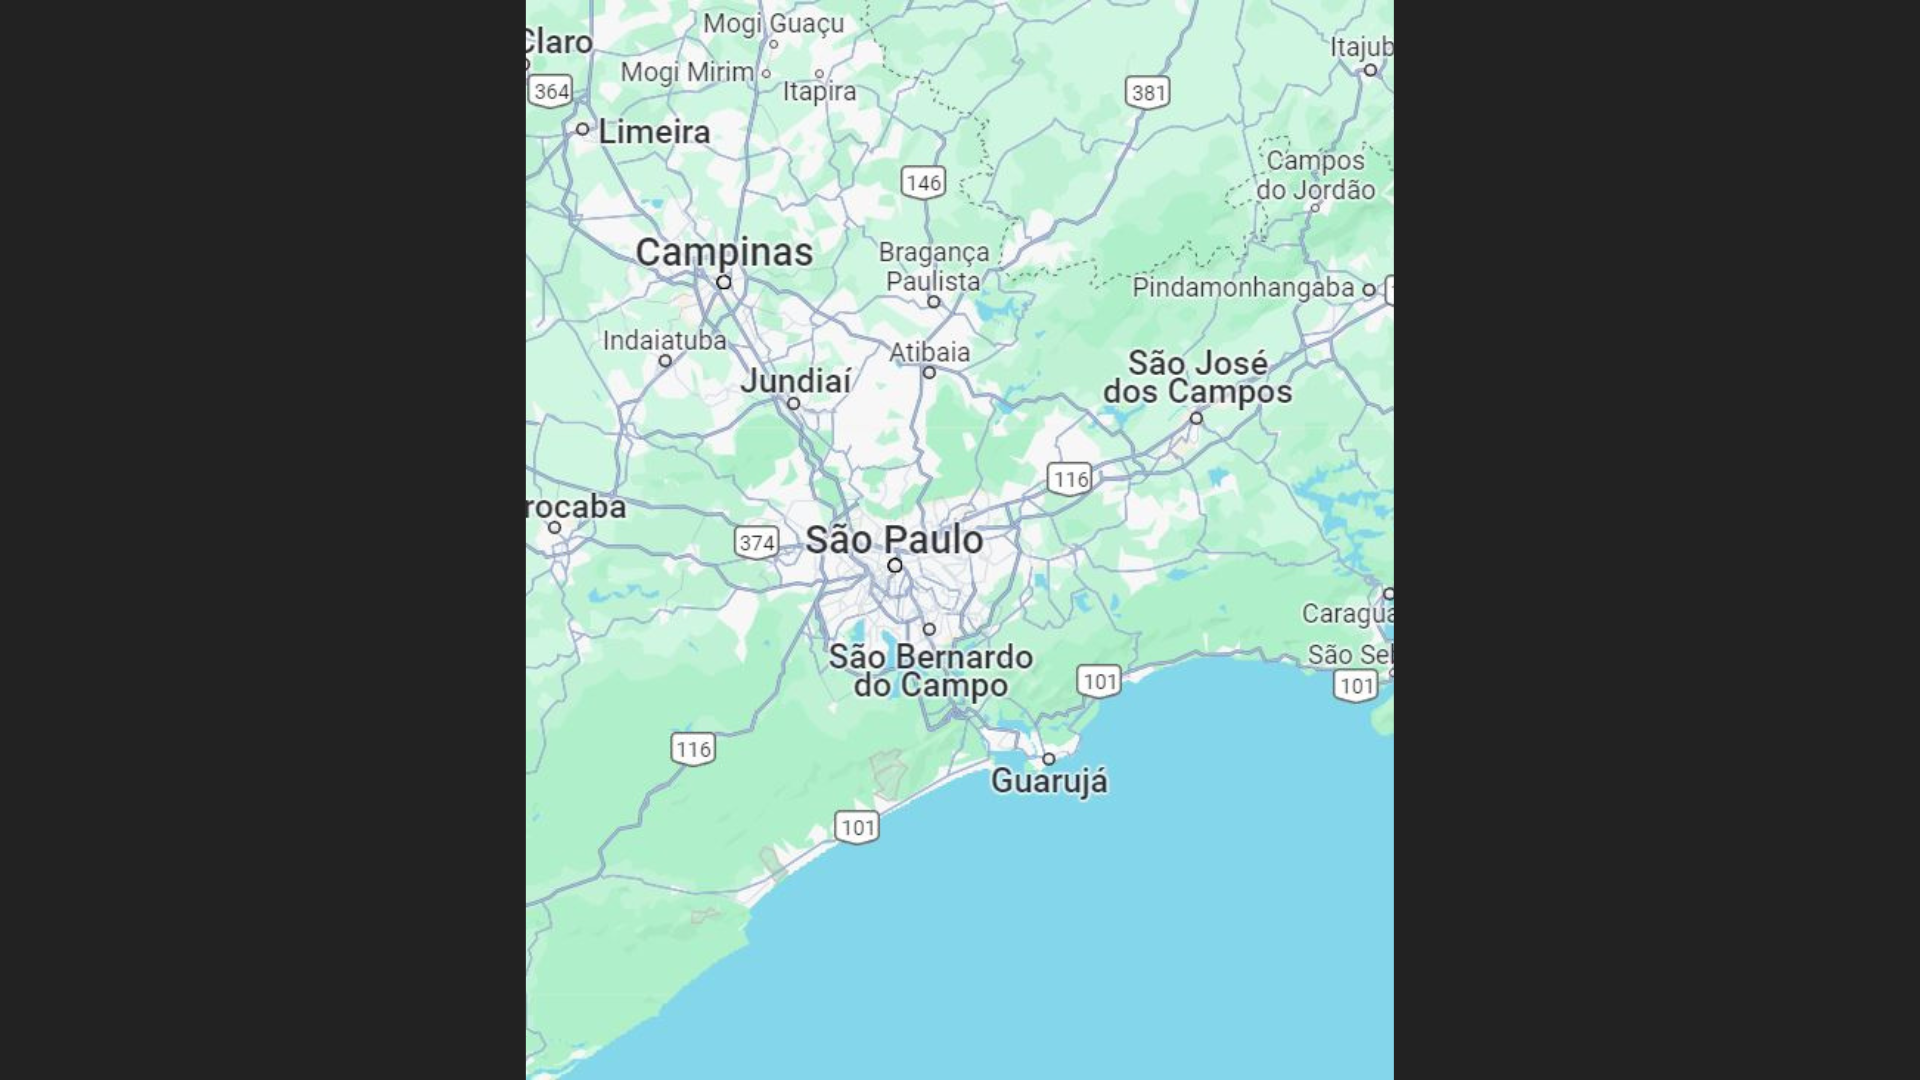 Mogi Guaçu
Claro
Itajub
Mogi Mirim
Itapira
364
381
Limeira
Campos
do Jordão
146
Campinas
Bragança
Paulista
Pindamonhangaba
Indaiatuba
Atibaia
São José
dos Campos
Jundiaí
116
rocaba
374
São Paulo
Caragua
São Bernardo
do Campo
São Se
101
101
116
Guarujá
101